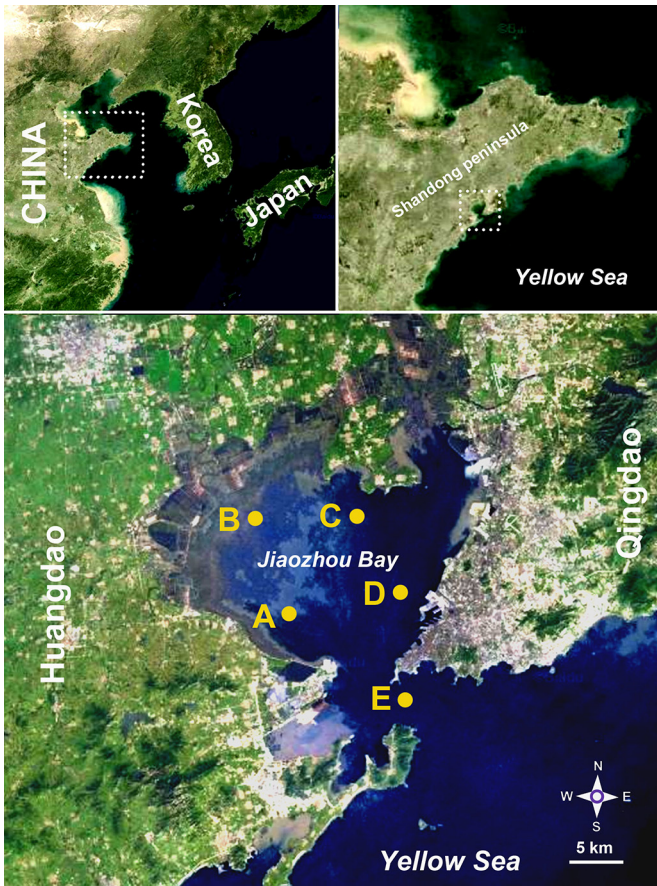 CHINA
Korea
Japan
Shandong peninsula
Yellow Sea
Huangdao
Qingdao
B
C
Jiaozhou Bay
D
A
E
N
W E
S
5 km
Yellow Sea